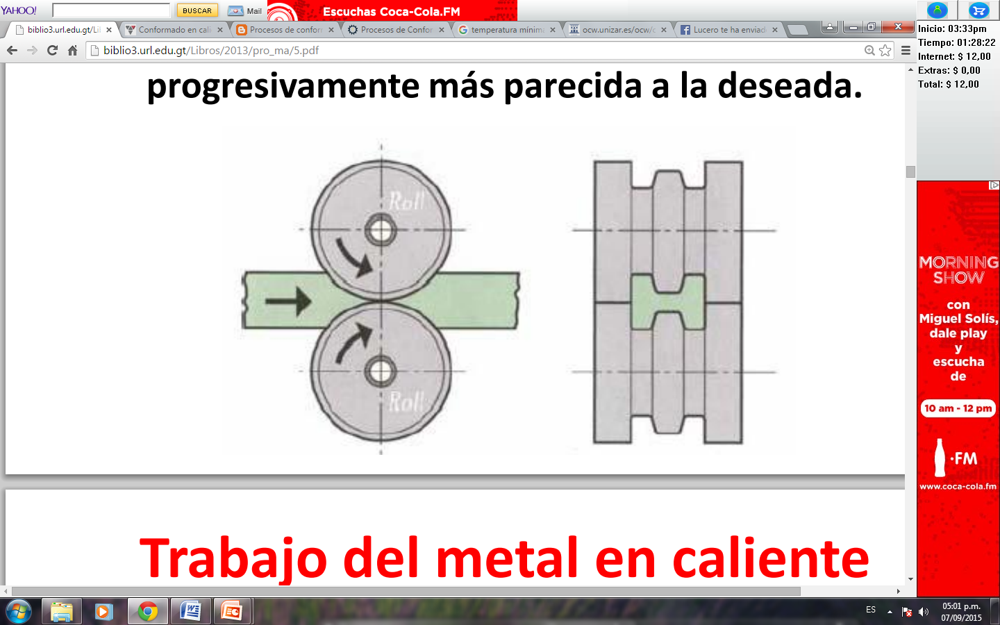 YAHOO!
BUSCAR
Mail
Escuchas Coca-Cola.FM
biblio3.url.edu.gt/Li
Conformado en cali
Procesos de conform
Procesos de Confor
temperatura mínima
ocw.unizar.es/ocw/c
Lucero te ha enviad
biblio3.url.edu.gt/Libros/2013/pro_ma/5.pdf
Inicio: 03:33pm
Tiempo: 01:28:22
Internet: $ 12,00
Extras: $ 0,00
Total: $ 12,00
progresivamente más parecida a la deseada.
Roll
Roll
Trabajo del metal en caliente
MORNING
SHOW
con
Miguel Solís,
dale play
y
escucha
de
10 am - 12 pm
·FM
www.coca-cola.fm
ES
05:01 p.m.
07/09/2015